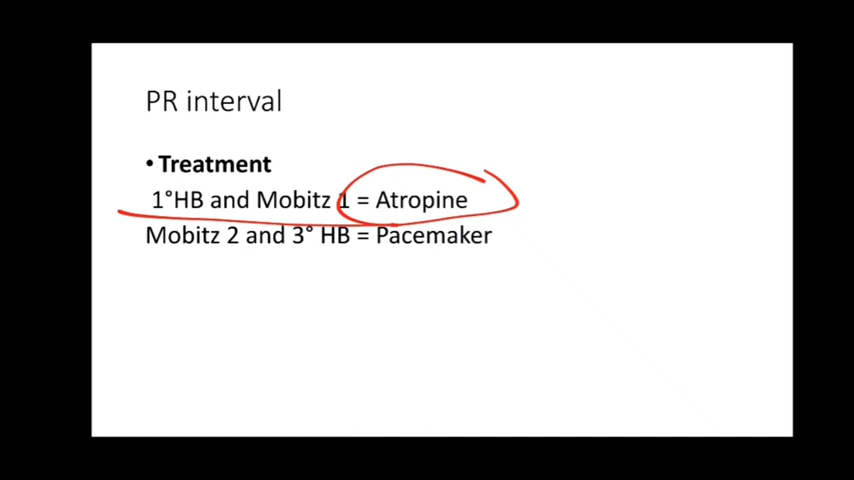 PR interval
• Treatment
1°HB and Mobitz 1 = Atropine
Mobitz 2 and 3° HB = Pacemaker